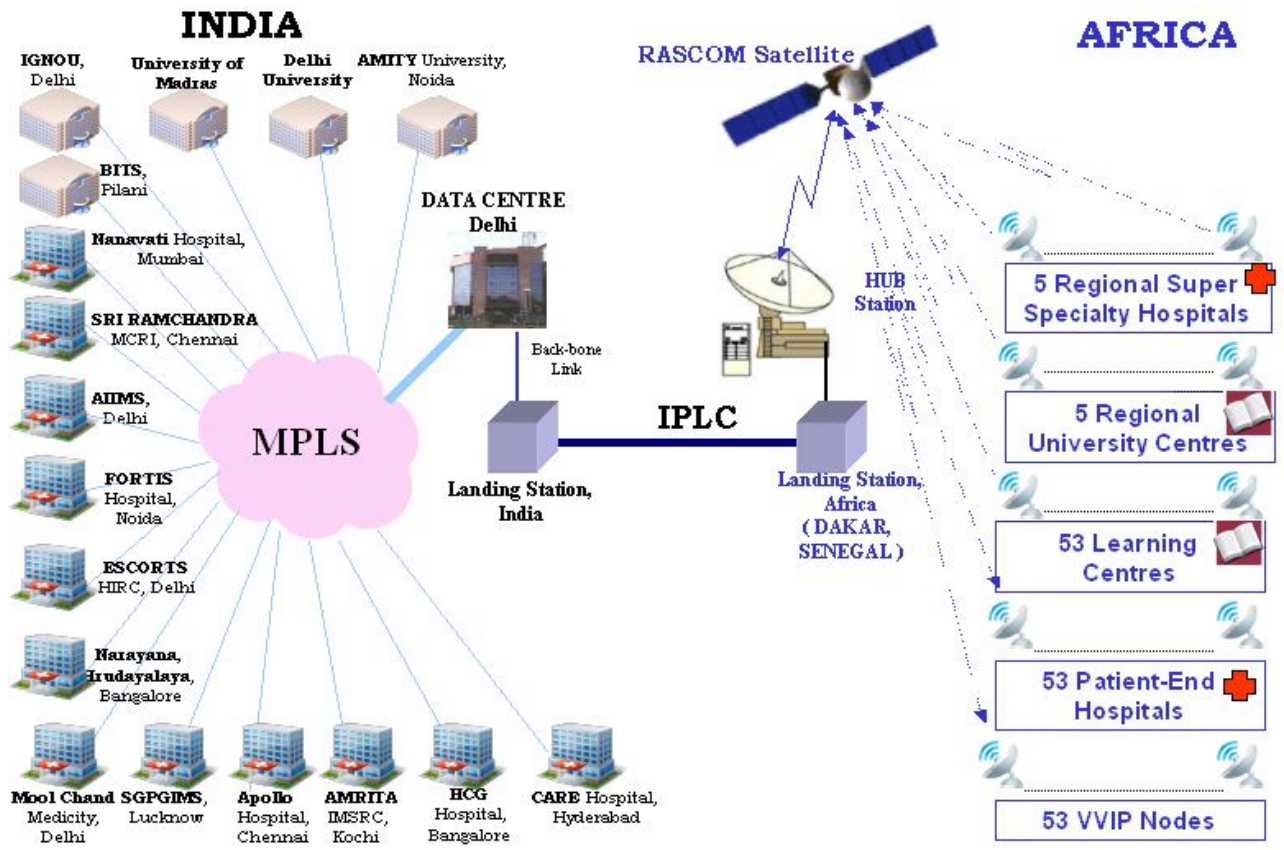 INDIA
IGNOU,
Delhi
University of
Madras
Delhi
University
AMITY University,
Noida
BITS,
Pilani
Nanavati Hospital,
Mumbai
SRI RAMCHANDRA
MCRI, Chennai
AIIMS,
Delhi
FORTIS
Hospital,
Noida
ESCORTS
HIRC, Delhi
Narayana,
Hrudayalaya,
Bangalore
Mool Chand
Medicity,
Delhi
SGPGIMS,
Lucknow
Apollo
Hospital,
Chennai
AMRITA
IMSRC,
Kochi
HCG
Hospital,
Bangalore
CARE Hospital,
Hyderabad
MPLS
DATA CENTRE
Delhi
Back-bone
Link
Landing Station,
India
IPLC
Landing Station,
Africa
( DAKAR,
SENEGAL )
RASCOM Satellite
HUB
Station
AFRICA
5 Regional Super
Specialty Hospitals
5 Regional
University Centres
53 Learning
Centres
53 Patient-End
Hospitals
53 VVIP Nodes